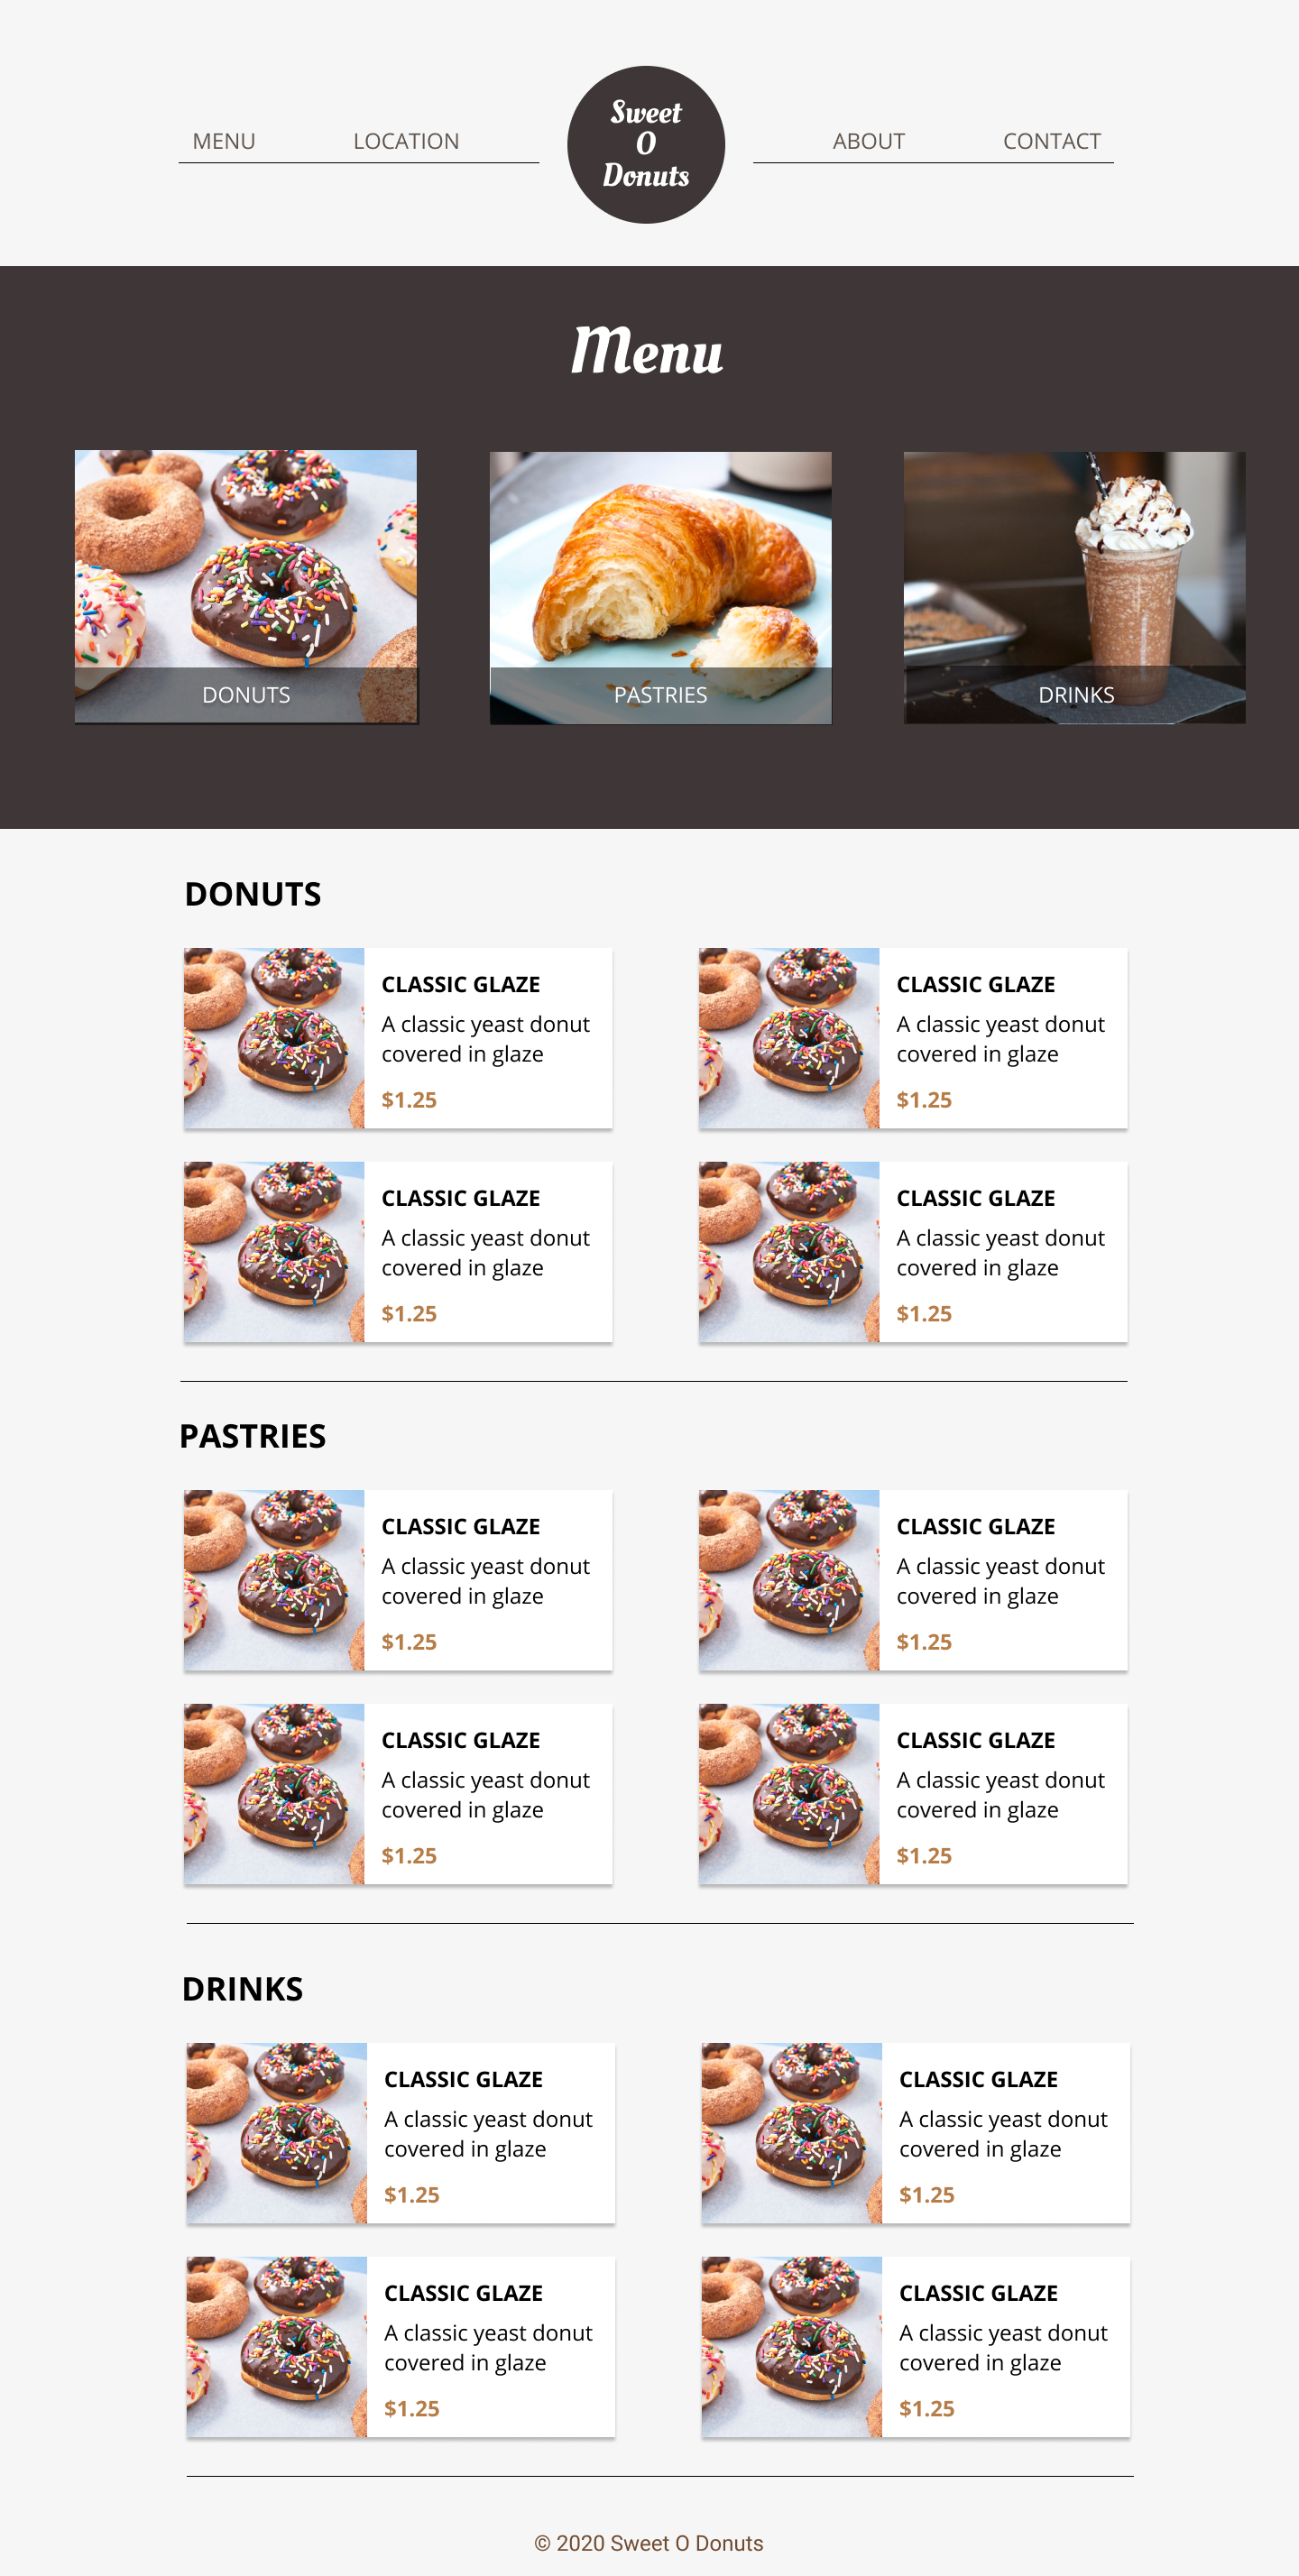 MENU
LOCATION
Sweet
O
Donuts
ABOUT
CONTACT
Menu
DONUTS
PASTRIES
DRINKS
DONUTS
CLASSIC GLAZE
A classic yeast donut
covered in glaze
$1.25
CLASSIC GLAZE
A classic yeast donut
covered in glaze
$1.25
CLASSIC GLAZE
A classic yeast donut
covered in glaze
$1.25
CLASSIC GLAZE
A classic yeast donut
covered in glaze
$1.25
PASTRIES
CLASSIC GLAZE
A classic yeast donut
covered in glaze
$1.25
CLASSIC GLAZE
A classic yeast donut
covered in glaze
$1.25
CLASSIC GLAZE
A classic yeast donut
covered in glaze
$1.25
CLASSIC GLAZE
A classic yeast donut
covered in glaze
$1.25
DRINKS
CLASSIC GLAZE
A classic yeast donut
covered in glaze
$1.25
CLASSIC GLAZE
A classic yeast donut
covered in glaze
$1.25
CLASSIC GLAZE
A classic yeast donut
covered in glaze
$1.25
CLASSIC GLAZE
A classic yeast donut
covered in glaze
$1.25
© 2020 Sweet O Donuts